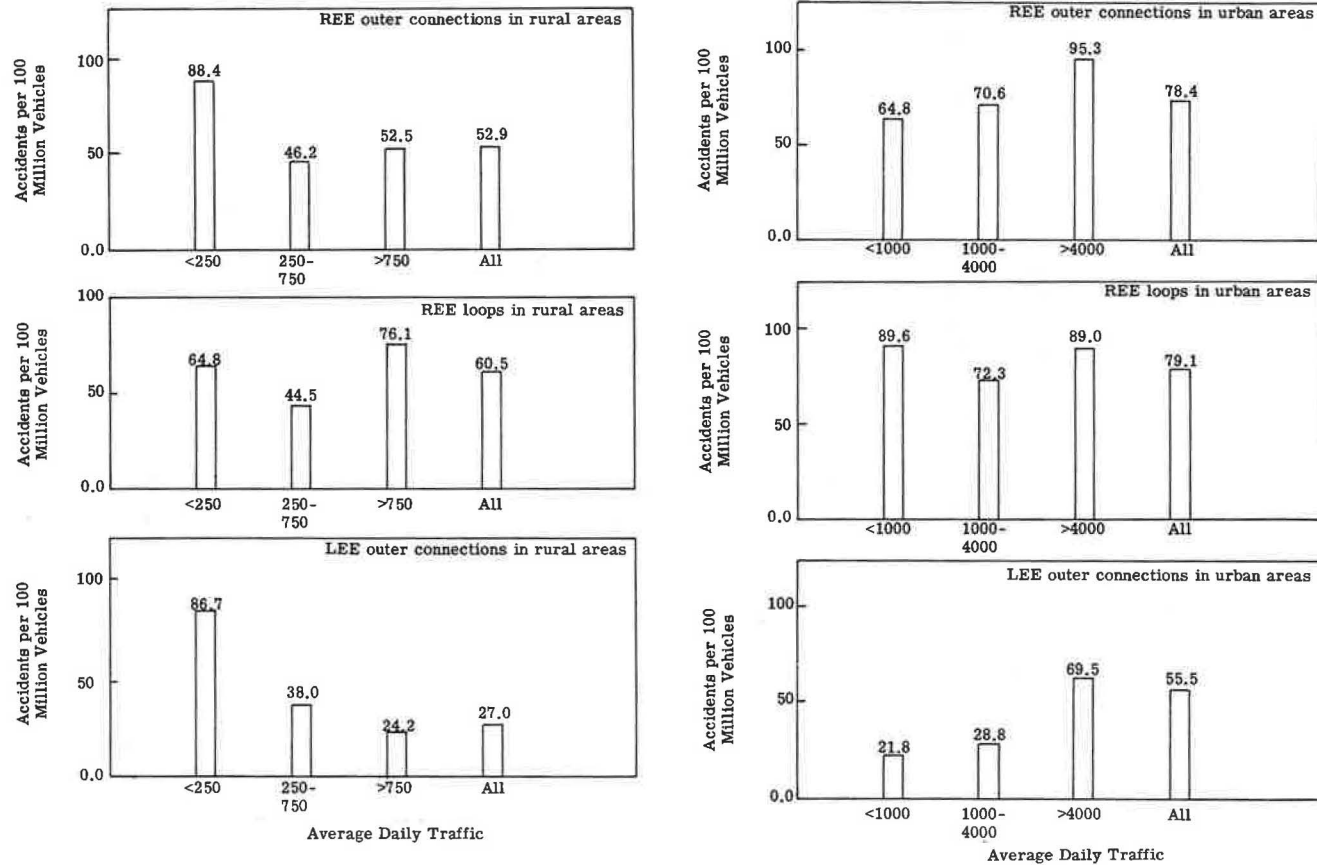 REE outer connections in rural areas
Accidents per 100
Million Vehicles
100
50
0.0
88.4
46.2
52.5
52.9
<250
250-
750
>750
All
REE loops in rural areas
Accidents per 100
Million Vehicles
100
50
0.0
64.8
44.5
76.1
60.5
<250
250-
750
>750
All
LEE outer connections in rural areas
Accidents per 100
Million Vehicles
100
50
0.0
86.7
38.0
24.2
27.0
<250
250-
750
>750
All
Average Daily Traffic
REE outer connections in urban areas
Accidents per 100
Million Vehicles
100
50
0.0
64.8
70.6
95.3
78.4
<1000
1000-
4000
>4000
All
REE loops in urban areas
Accidents per 100
Million Vehicles
100
50
0.0
89.6
72.3
89.0
79.1
<1000
1000-
4000
>4000
All
LEE outer connections in urban areas
Accidents per 100
Million Vehicles
100
50
0.0
21.8
28.8
69.5
55.5
<1000
1000-
4000
>4000
All
Average Daily Traffic